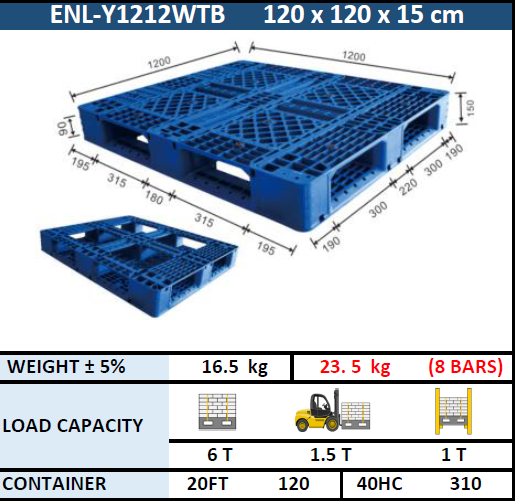 ENL-Y1212WTB 120 x 120 x 15 cm
1200 1200
150
90
195 315 180 315 195
190 300 220 300 190
WEIGHT ± 5% 16.5 kg 23. 5 kg (8 BARS)
LOAD CAPACITY
6 T 1.5 T 1 T
CONTAINER 20FT 120 40HC 310